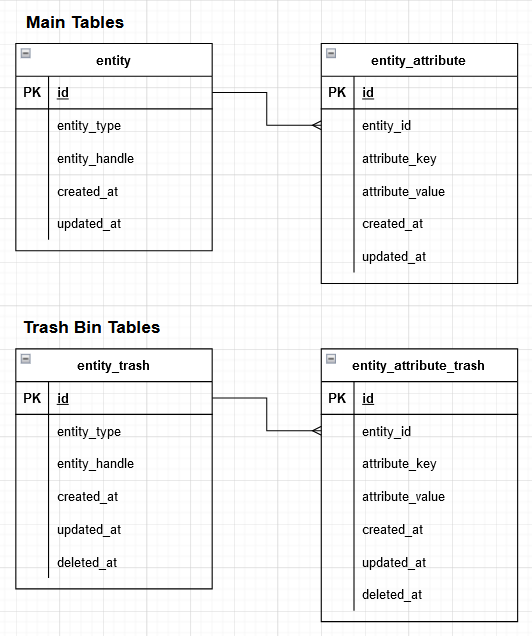 Main Tables
entity
PK id
entity_type
entity_handle
created_at
updated_at
entity_attribute
PK id
entity_id
attribute_key
attribute_value
created_at
updated_at
Trash Bin Tables
entity_trash
PK id
entity_type
entity_handle
created_at
updated_at
deleted_at
entity_attribute_trash
PK id
entity_id
attribute_key
attribute_value
created_at
updated_at
deleted_at